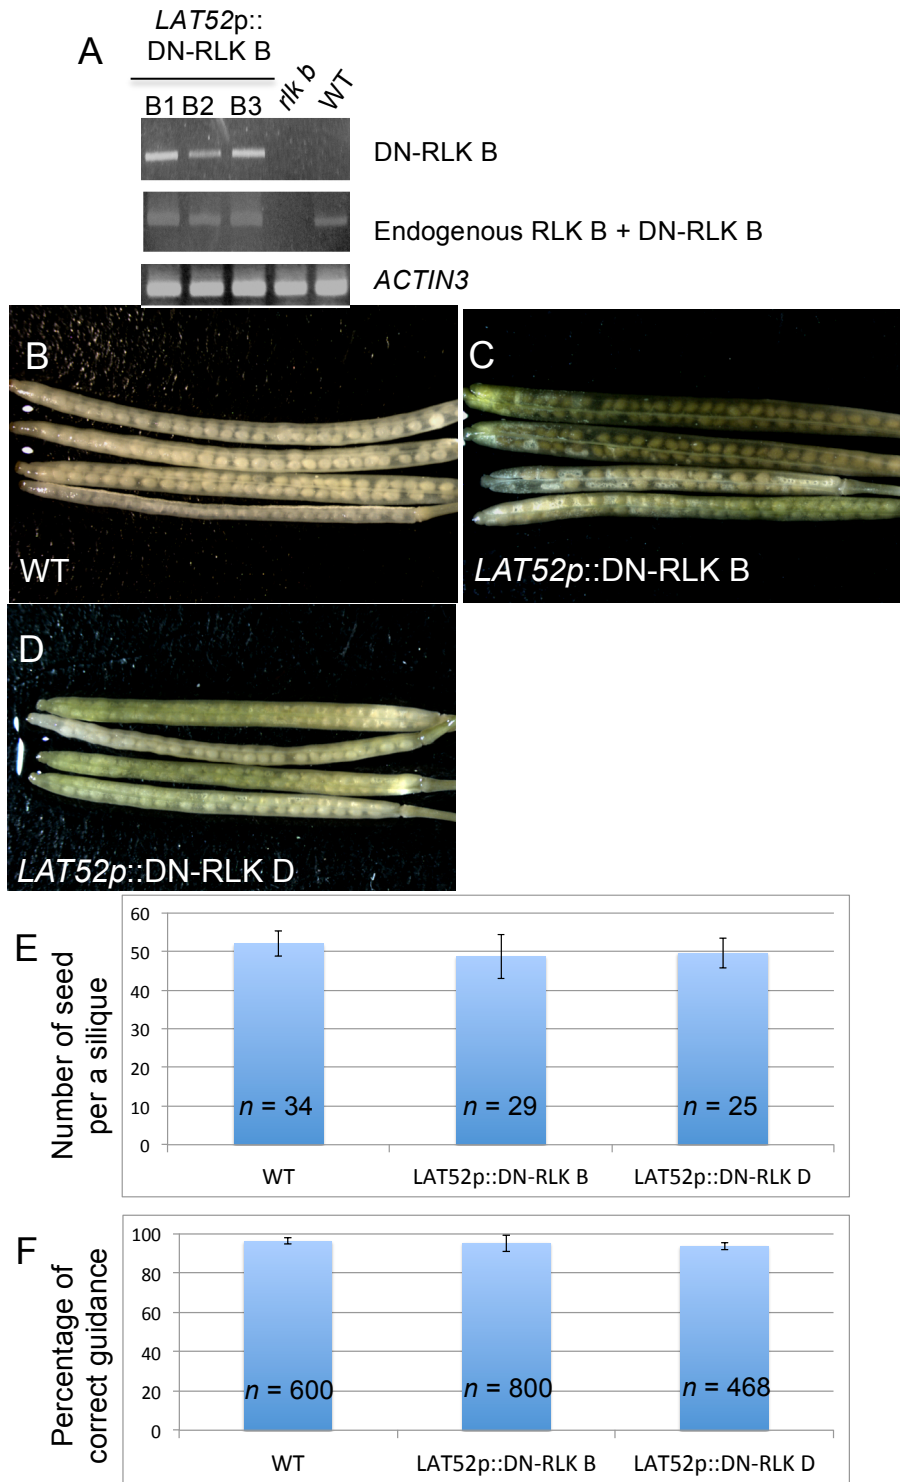 A
LAT52p::
DN-RLK B
B1 B2 B3 rlk b WT
DN-RLK B
Endogenous RLK B + DN-RLK B
ACTIN3
B
WT
C
LAT52p::DN-RLK B
D
LAT52p::DN-RLK D
E
Number of seed
per a silique
60
50
40
30
20
10
0
n = 34
n = 29
n = 25
WT
LAT52p::DN-RLK B
LAT52p::DN-RLK D
F
Percentage of
correct guidance
100
80
60
40
20
0
n = 600
n = 800
n = 468
WT
LAT52p::DN-RLK B
LAT52p::DN-RLK D